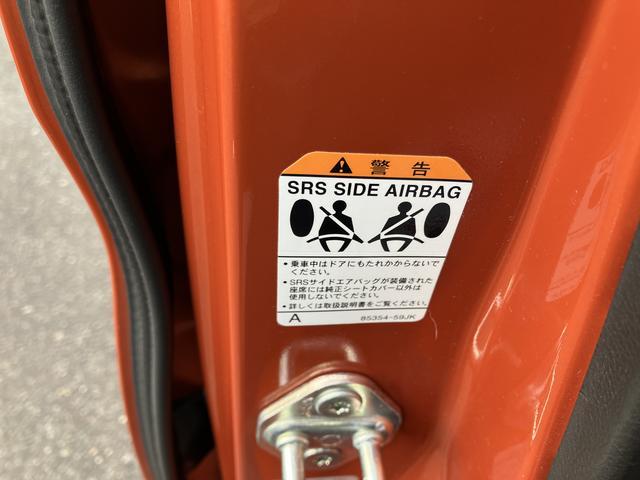 警告
SRS SIDE AIRBAG
•乗車中はドアにもたれかからないで
ください。
•SRSサイドエアバッグが装備された
座席には純正シートカバー以外は
使用しないでください。
•詳しくは取扱説明書をご覧ください。
A 85354-59JK